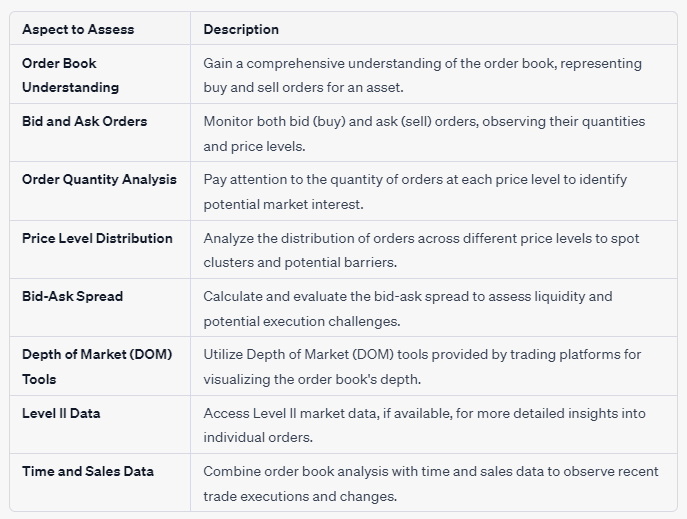 Aspect to Assess Description
Order Book Understanding Gain a comprehensive understanding of the order book, representing
buy and sell orders for an asset.
Bid and Ask Orders Monitor both bid (buy) and ask (sell) orders, observing their quantities
and price levels.
Order Quantity Analysis Pay attention to the quantity of orders at each price level to identify
potential market interest.
Price Level Distribution Analyze the distribution of orders across different price levels to spot
clusters and potential barriers.
Bid-Ask Spread Calculate and evaluate the bid-ask spread to assess liquidity and
potential execution challenges.
Depth of Market (DOM) Tools Utilize Depth of Market (DOM) tools provided by trading platforms for
visualizing the order book's depth.
Level II Data Access Level II market data, if available, for more detailed insights into
individual orders.
Time and Sales Data Combine order book analysis with time and sales data to observe recent
trade executions and changes.